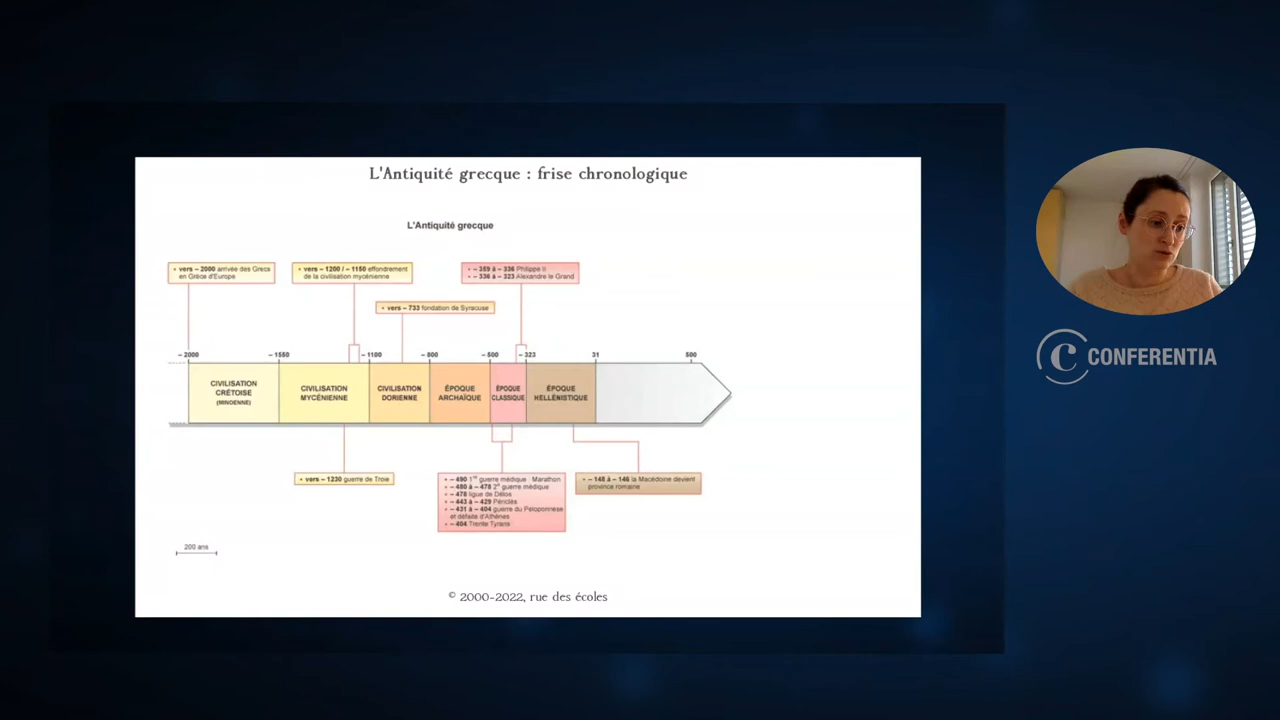 L'Antiquité grecque : frise chronologique
L'Antiquité grecque
• vers – 2000 arrivée des Grecs
en Grèce d'Europe
• vers – 1200 / – 1150 effondrement
de la civilisation mycénienne
• – 359 à – 336 Philippe II
• – 336 à – 323 Alexandre le Grand
• vers – 733 fondation de Syracuse
– 2000
– 1550
– 1100
– 800
– 500
– 323
31
500
CIVILISATION
CRÉTOISE
(MINOENNE)
CIVILISATION
MYCÉNIENNE
CIVILISATION
DORIENNE
ÉPOQUE
ARCHAÏQUE
ÉPOQUE
CLASSIQUE
ÉPOQUE
HELLÉNISTIQUE
• vers – 1230 guerre de Troie
• – 490 1re guerre médique Marathon
• – 480 à – 478 2e guerre médique
• – 478 ligue de Délos
• – 443 à – 429 Périclès
• – 431 à – 404 guerre du Péloponnèse
et défaite d'Athènes
• – 404 Trente Tyrans
• – 148 à – 146 la Macédoine devient
province romaine
200 ans
© 2000-2022, rue des écoles
C CONFERENTIA